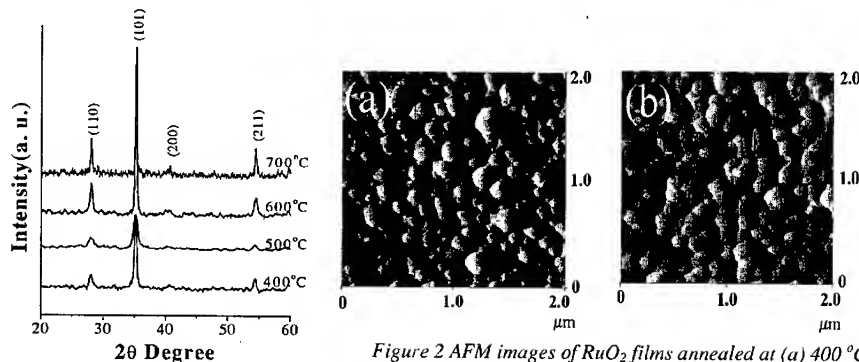 (101)
(110)
(200)
(211)
700°C
600°C
500°C
400°C
Intensity(a. u.)
20 30 40 50 60
2θ Degree
(a)
2.0
1.0
0 1.0 2.0
μm
(b)
2.0
1.0
0 1.0 2.0
μm
Figure 2 AFM images of RuO2 films annealed at (a) 400 °C